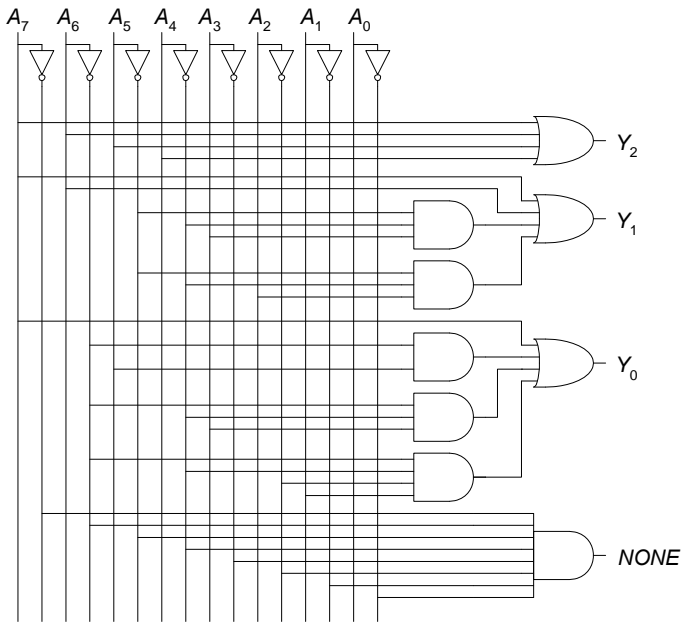 A₇ A₆ A₅ A₄ A₃ A₂ A₁ A₀
Y₂
Y₁
Y₀
NONE